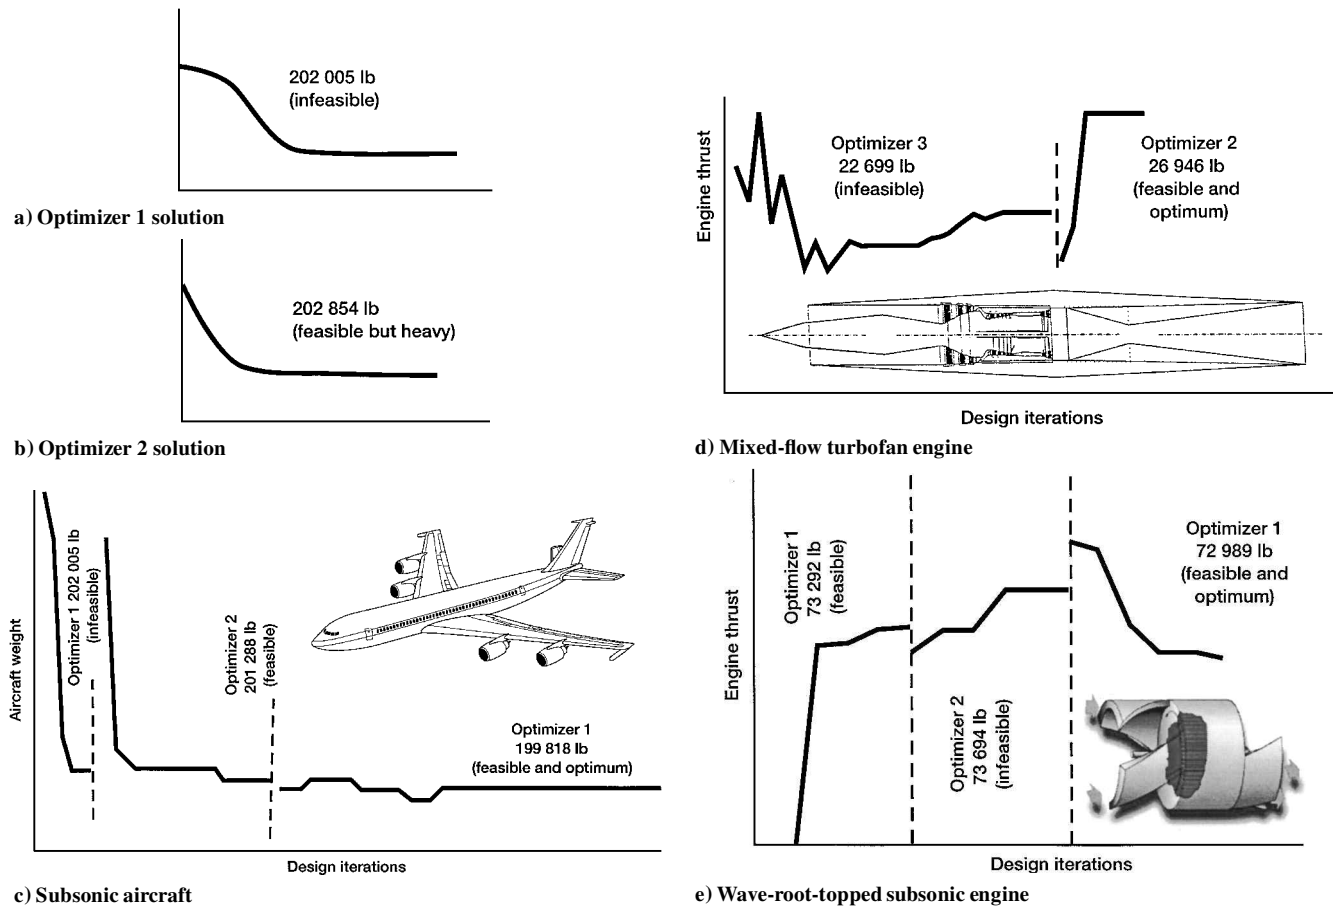 202 005 lb
(infeasible)
a) Optimizer 1 solution
202 854 lb
(feasible but heavy)
b) Optimizer 2 solution
Aircraft weight
Optimizer 1 202 005 lb
(infeasible)
Optimizer 2
201 288 lb
(feasible)
Optimizer 1
199 818 lb
(feasible and optimum)
Design iterations
c) Subsonic aircraft
Engine thrust
Optimizer 3
22 699 lb
(infeasible)
Optimizer 2
26 946 lb
(feasible and
optimum)
Design iterations
d) Mixed-flow turbofan engine
Engine thrust
Optimizer 1
73 292 lb
(feasible)
Optimizer 2
73 694 lb
(infeasible)
Optimizer 1
72 989 lb
(feasible and
optimum)
Design iterations
e) Wave-root-topped subsonic engine